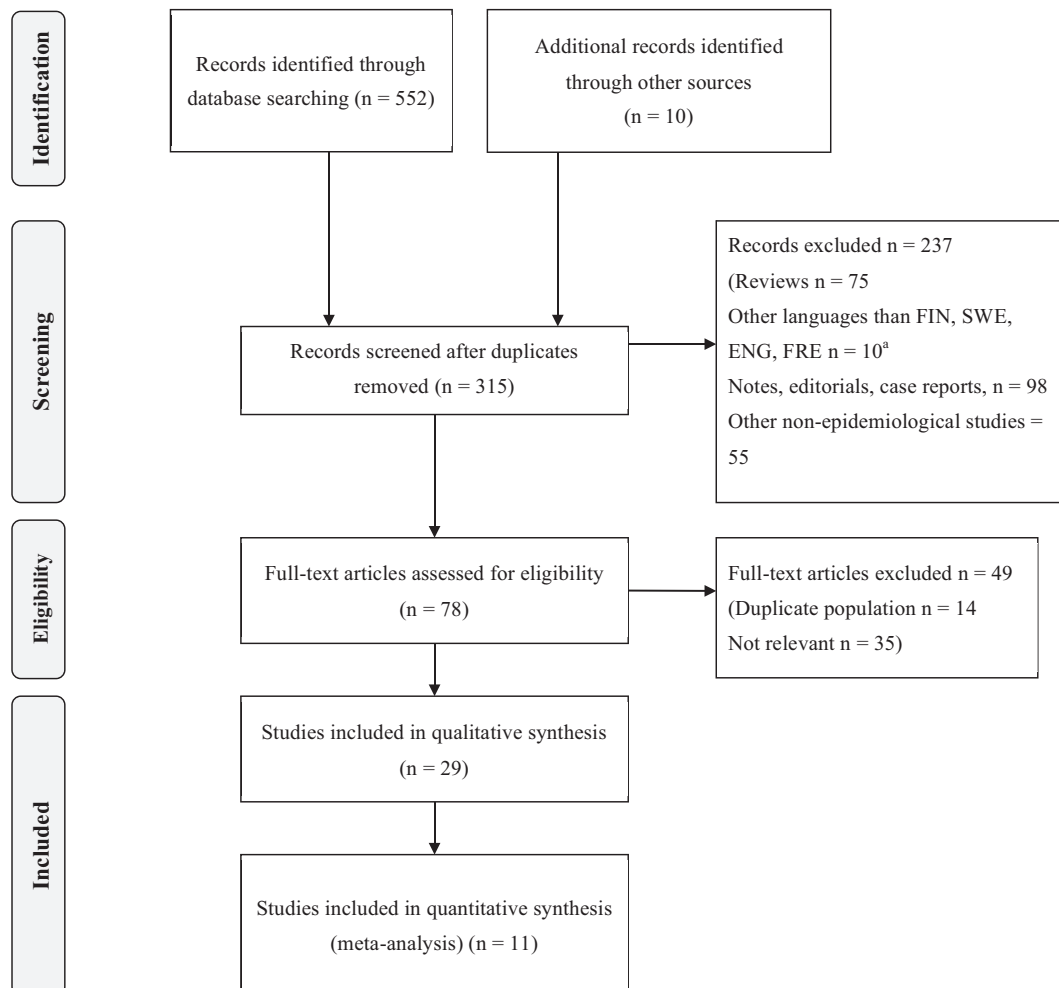 Identification
Records identified through
database searching (n = 552)
Additional records identified
through other sources
(n = 10)
Screening
Records screened after duplicates
removed (n = 315)
Records excluded n = 237
(Reviews n = 75
Other languages than FIN, SWE,
ENG, FRE n = 10ᵃ
Notes, editorials, case reports, n = 98
Other non-epidemiological studies =
55
Eligibility
Full-text articles assessed for eligibility
(n = 78)
Full-text articles excluded n = 49
(Duplicate population n = 14
Not relevant n = 35)
Included
Studies included in qualitative synthesis
(n = 29)
Studies included in quantitative synthesis
(meta-analysis) (n = 11)